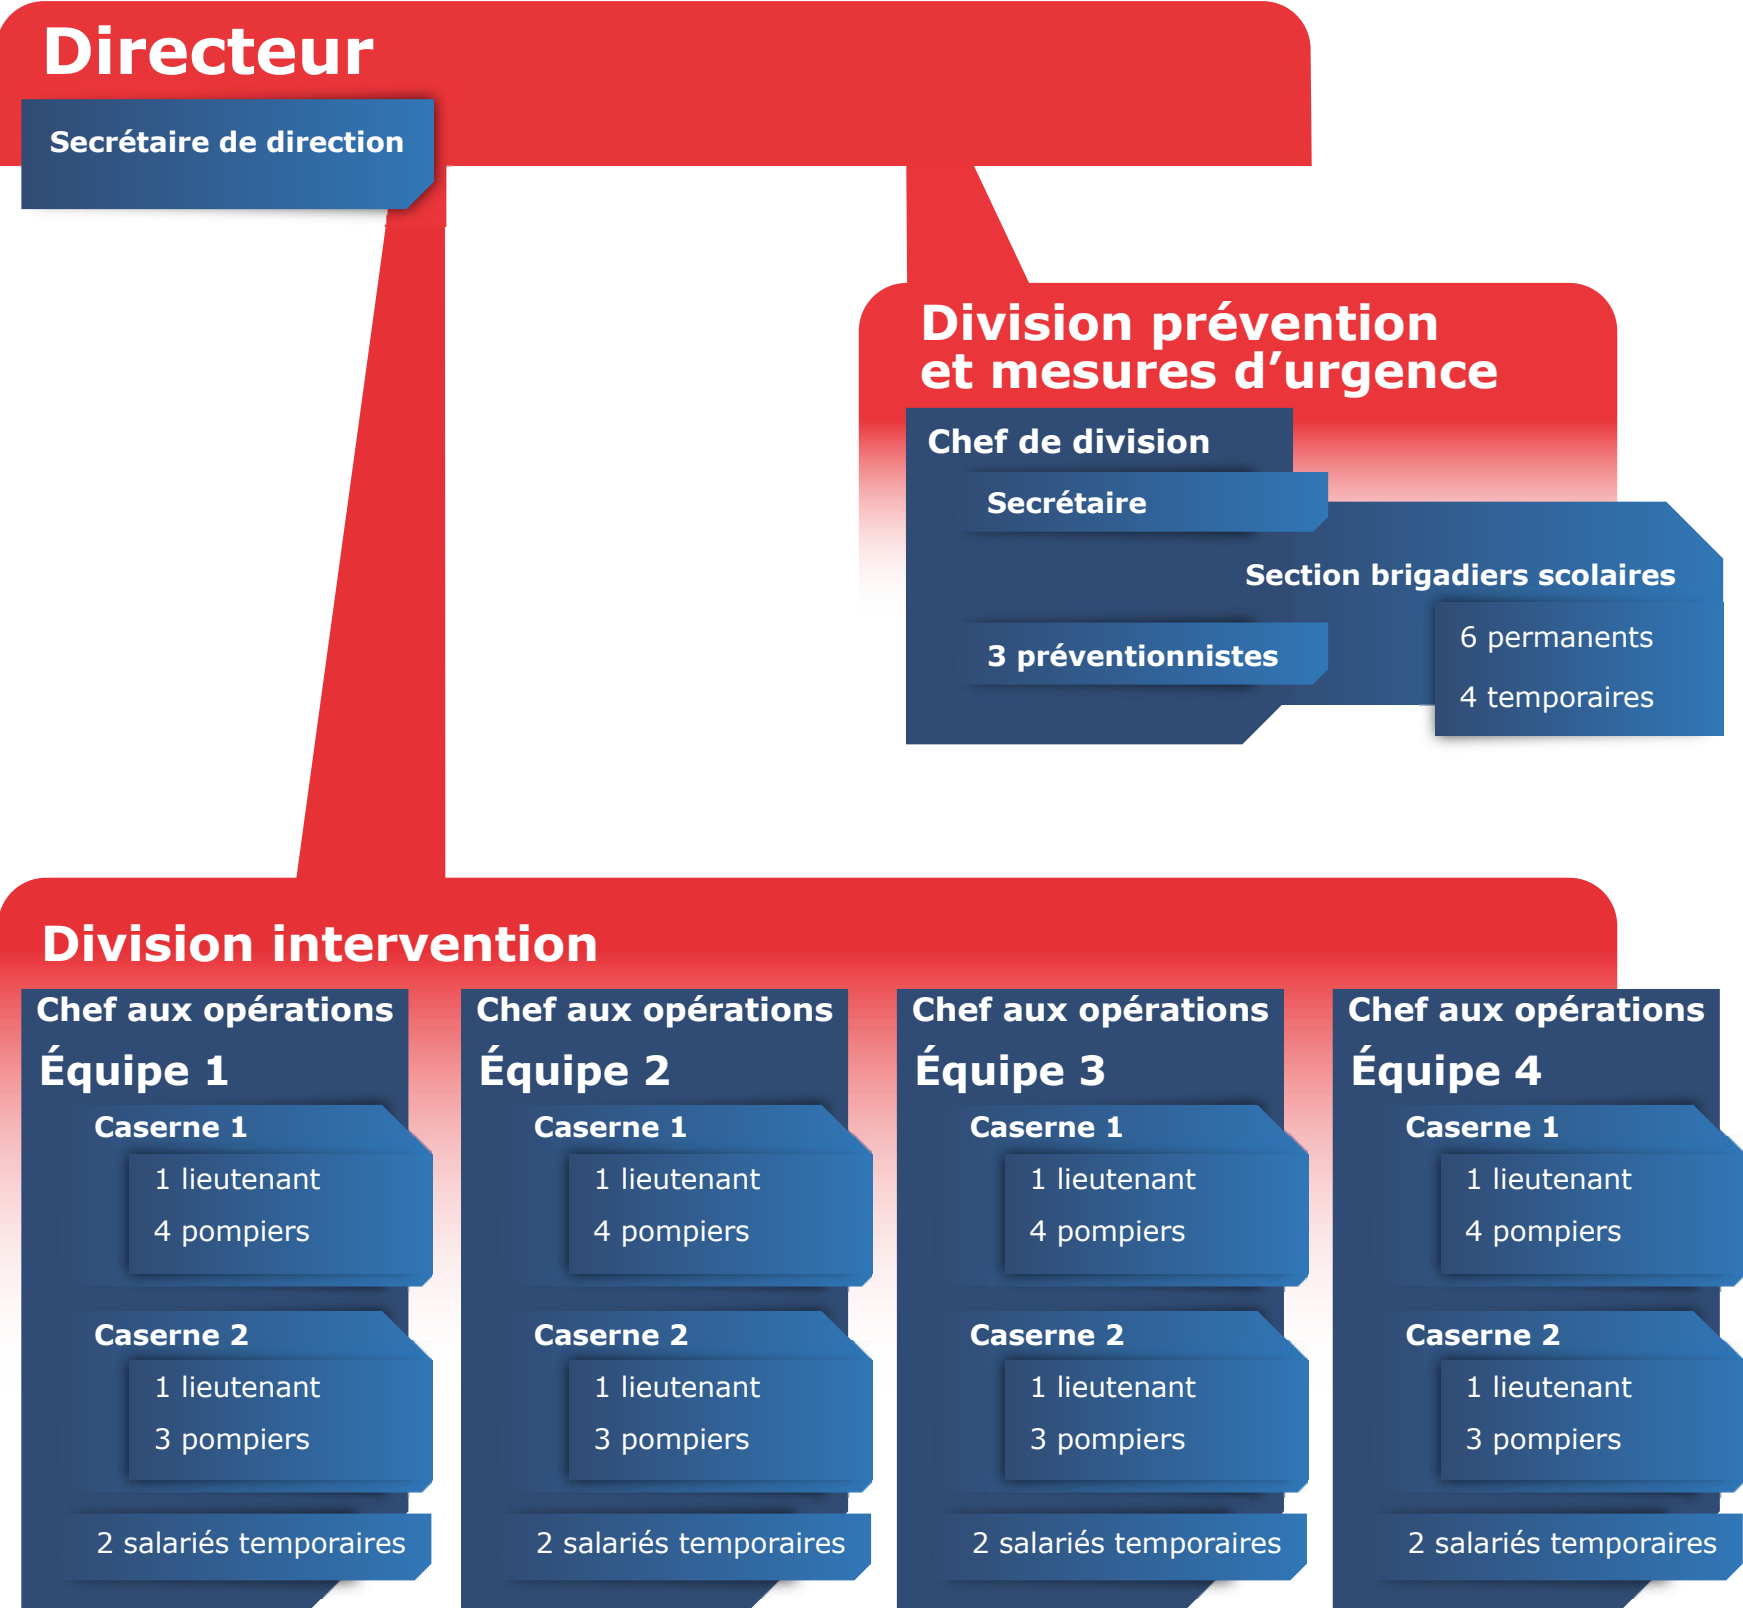 Directeur
Secrétaire de direction
Division prévention
et mesures d’urgence
Chef de division
Secrétaire
Section brigadiers scolaires
6 permanents
3 préventionnistes
4 temporaires
Division intervention
Chef aux opérations
Équipe 1
Caserne 1
1 lieutenant
4 pompiers
Caserne 2
1 lieutenant
3 pompiers
2 salariés temporaires
Chef aux opérations
Équipe 2
Caserne 1
1 lieutenant
4 pompiers
Caserne 2
1 lieutenant
3 pompiers
2 salariés temporaires
Chef aux opérations
Équipe 3
Caserne 1
1 lieutenant
4 pompiers
Caserne 2
1 lieutenant
3 pompiers
2 salariés temporaires
Chef aux opérations
Équipe 4
Caserne 1
1 lieutenant
4 pompiers
Caserne 2
1 lieutenant
3 pompiers
2 salariés temporaires